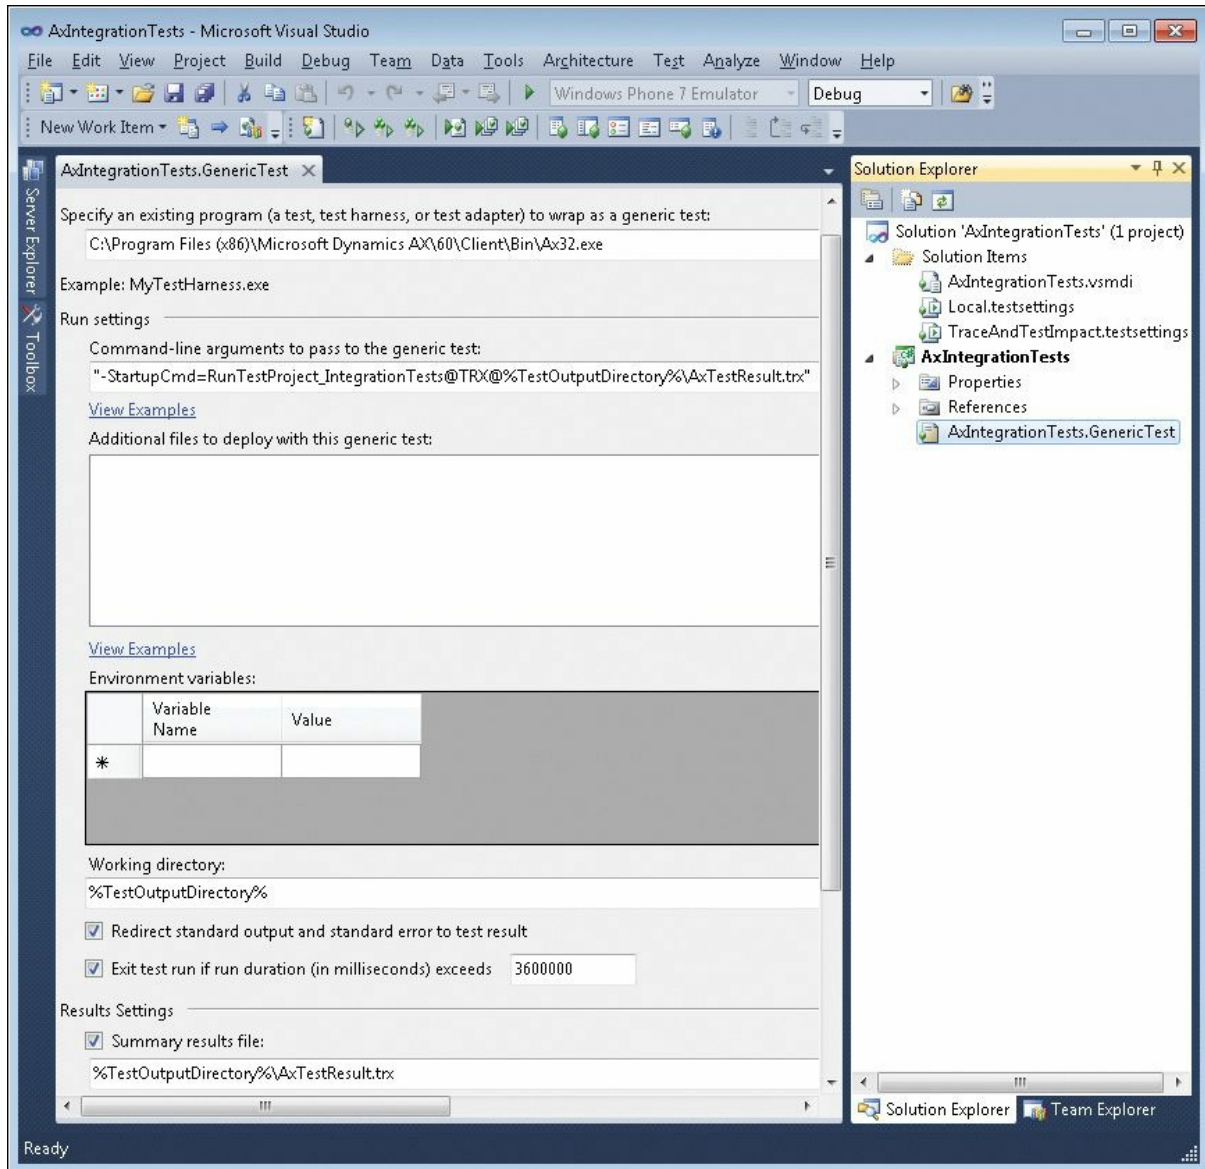 AxIntegrationTests - Microsoft Visual Studio
File Edit View Project Build Debug Team Data Tools Architecture Test Analyze Window Help
Windows Phone 7 Emulator Debug
New Work Item
Server Explorer
Toolbox
AxIntegrationTests.GenericTest
Specify an existing program (a test, test harness, or test adapter) to wrap as a generic test:
C:\Program Files (x86)\Microsoft Dynamics AX\60\Client\Bin\Ax32.exe
Example: MyTestHarness.exe
Run settings
Command-line arguments to pass to the generic test:
"-StartupCmd=RunTestProject_IntegrationTests@TRX@%TestOutputDirectory%\AxTestResult.trx"
View Examples
Additional files to deploy with this generic test:
View Examples
Environment variables:
Variable
Name
Value
Working directory:
%TestOutputDirectory%
Redirect standard output and standard error to test result
Exit test run if run duration (in milliseconds) exceeds 3600000
Results Settings
Summary results file:
%TestOutputDirectory%\AxTestResult.trx
Solution Explorer
Solution 'AxIntegrationTests' (1 project)
Solution Items
AxIntegrationTests.vsmdi
Local.testsettings
TraceAndTestImpact.testsettings
AxIntegrationTests
Properties
References
AxIntegrationTests.GenericTest
Solution Explorer Team Explorer
Ready